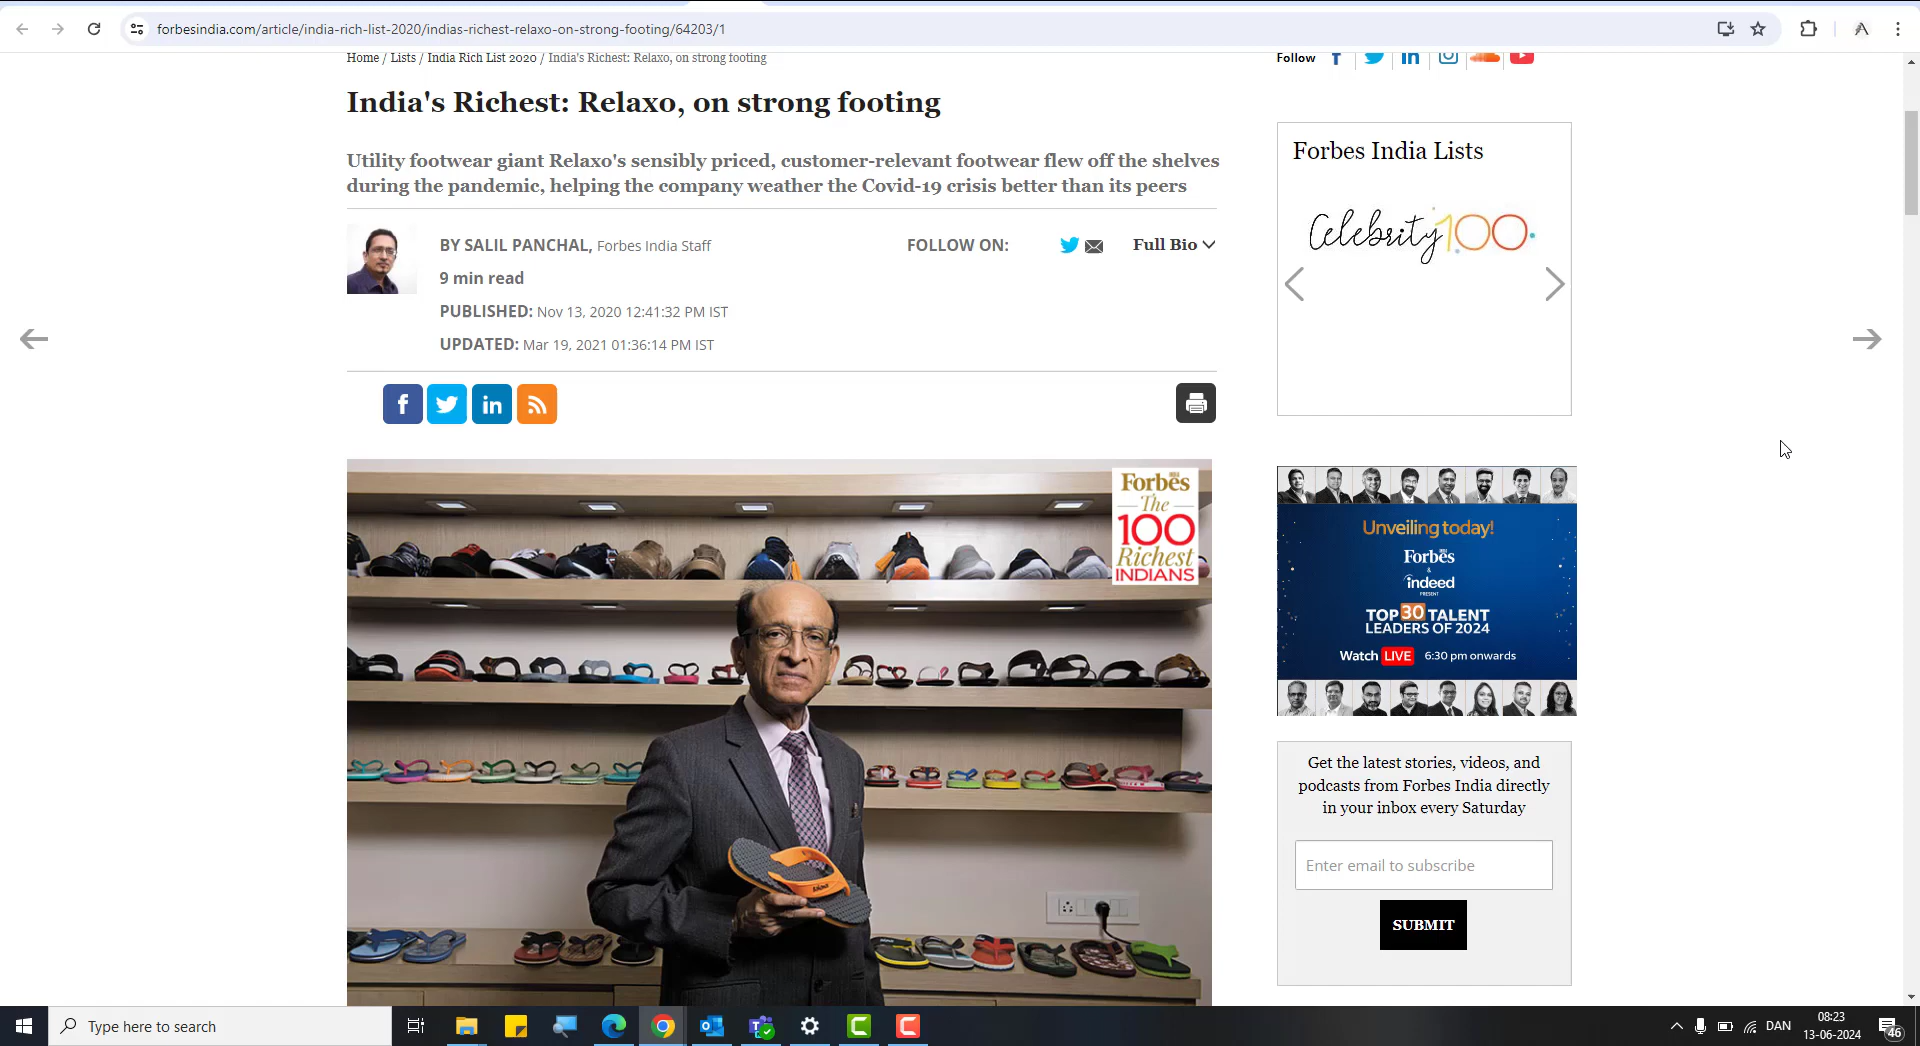 forbesindia.com/article/india-rich-list-2020/indias-richest-relaxo-on-strong-footing/64203/1
Home / Lists / India Rich List 2020 / India's Richest: Relaxo, on strong footing
Follow
India's Richest: Relaxo, on strong footing
Utility footwear giant Relaxo's sensibly priced, customer-relevant footwear flew off the shelves
during the pandemic, helping the company weather the Covid-19 crisis better than its peers
BY SALIL PANCHAL, Forbes India Staff
FOLLOW ON:
Full Bio
9 min read
PUBLISHED: Nov 13, 2020 12:41:32 PM IST
UPDATED: Mar 19, 2021 01:36:14 PM IST
Forbes
The
100
Richest
INDIANS
Forbes India Lists
Celebrity 100
Unveiling today!
Forbes
&
indeed
PRESENT
TOP 30 TALENT
LEADERS OF 2024
Watch LIVE 6:30 pm onwards
Get the latest stories, videos, and
podcasts from Forbes India directly
in your inbox every Saturday
Enter email to subscribe
SUBMIT
Type here to search
DAN
08:23
13-06-2024
46